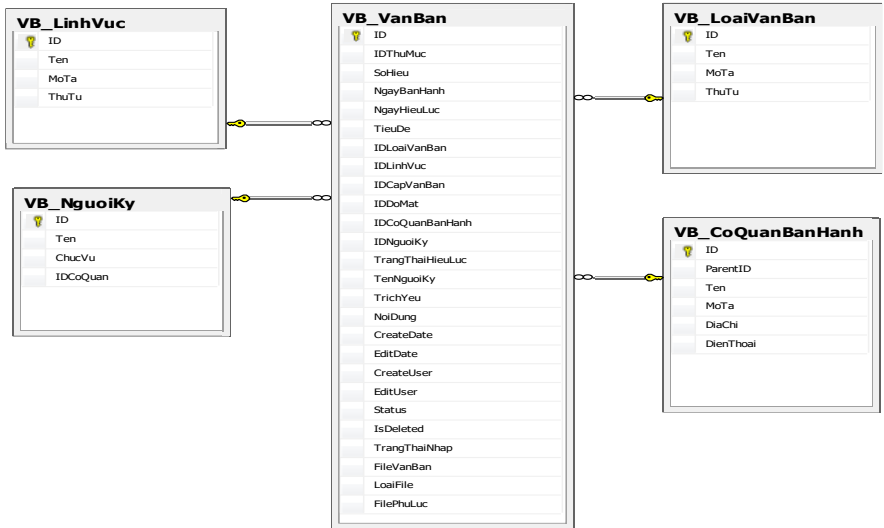 VB_LinhVuc
ID
Ten
MoTa
ThuTu
VB_NguoiKy
ID
Ten
ChucVu
IDCoQuan
VB_VanBan
ID
IDThuMuc
SoHieu
NgayBanHanh
NgayHieuLuc
TieuDe
IDLoaiVanBan
IDLinhVuc
IDCapVanBan
IDDoMat
IDCoQuanBanHanh
IDNguoiKy
TrangThaiHieuLuc
TenNguoiKy
TrichYeu
NoiDung
CreateDate
EditDate
CreateUser
EditUser
Status
IsDeleted
TrangThaiNhap
FileVanBan
LoaiFile
FilePhuLuc
VB_LoaiVanBan
ID
Ten
MoTa
ThuTu
VB_CoQuanBanHanh
ID
ParentID
Ten
MoTa
DiaChi
DienThoai